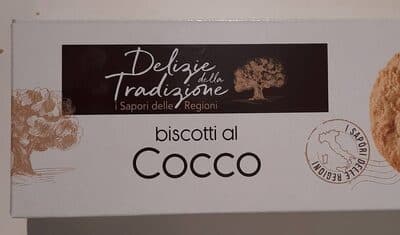 Delizie della
Tradizione
i Sapori delle Regioni
biscotti al
Cocco
I SAPORI DELLE REGIONI